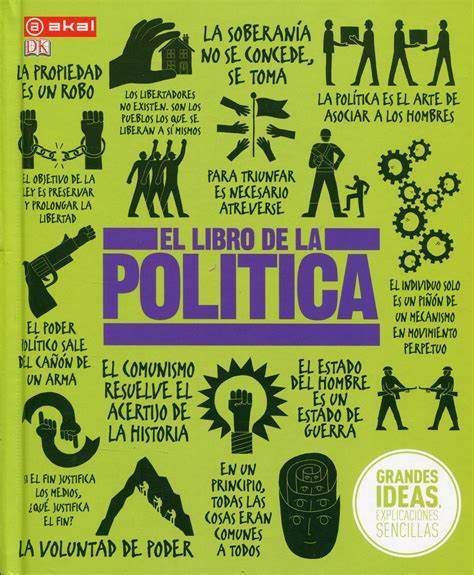 akal
DK
LA PROPIEDAD
ES UN ROBO
LOS LIBERTADORES
NO EXISTEN. SON LOS
PUEBLOS LOS QUE SE
LIBERAN A SÍ MISMOS
LA SOBERANÍA
NO SE CONCEDE,
SE TOMA
LA POLÍTICA ES EL ARTE DE
ASOCIAR A LOS HOMBRES
EL OBJETIVO DE LA
LEY ES PRESERVAR
Y PROLONGAR LA
LIBERTAD
PARA TRIUNFAR
ES NECESARIO
ATREVERSE
EL LIBRO DE LA
POLÍTICA
EL INDIVIDUO SOLO
ES UN PIÑÓN DE
UN MECANISMO
EN MOVIMIENTO
PERPETUO
EL PODER
POLÍTICO SALE
DEL CAÑÓN DE
UN ARMA
EL COMUNISMO
RESUELVE EL
ACERTIJO DE
LA HISTORIA
EL ESTADO
DEL HOMBRE
ES UN
ESTADO DE
GUERRA
SI EL FIN JUSTIFICA
LOS MEDIOS,
¿QUÉ JUSTIFICA
EL FIN?
LA VOLUNTAD DE PODER
EN UN
PRINCIPIO,
TODAS LAS
COSAS ERAN
COMUNES
A TODOS
GRANDES
IDEAS,
EXPLICACIONES
SENCILLAS